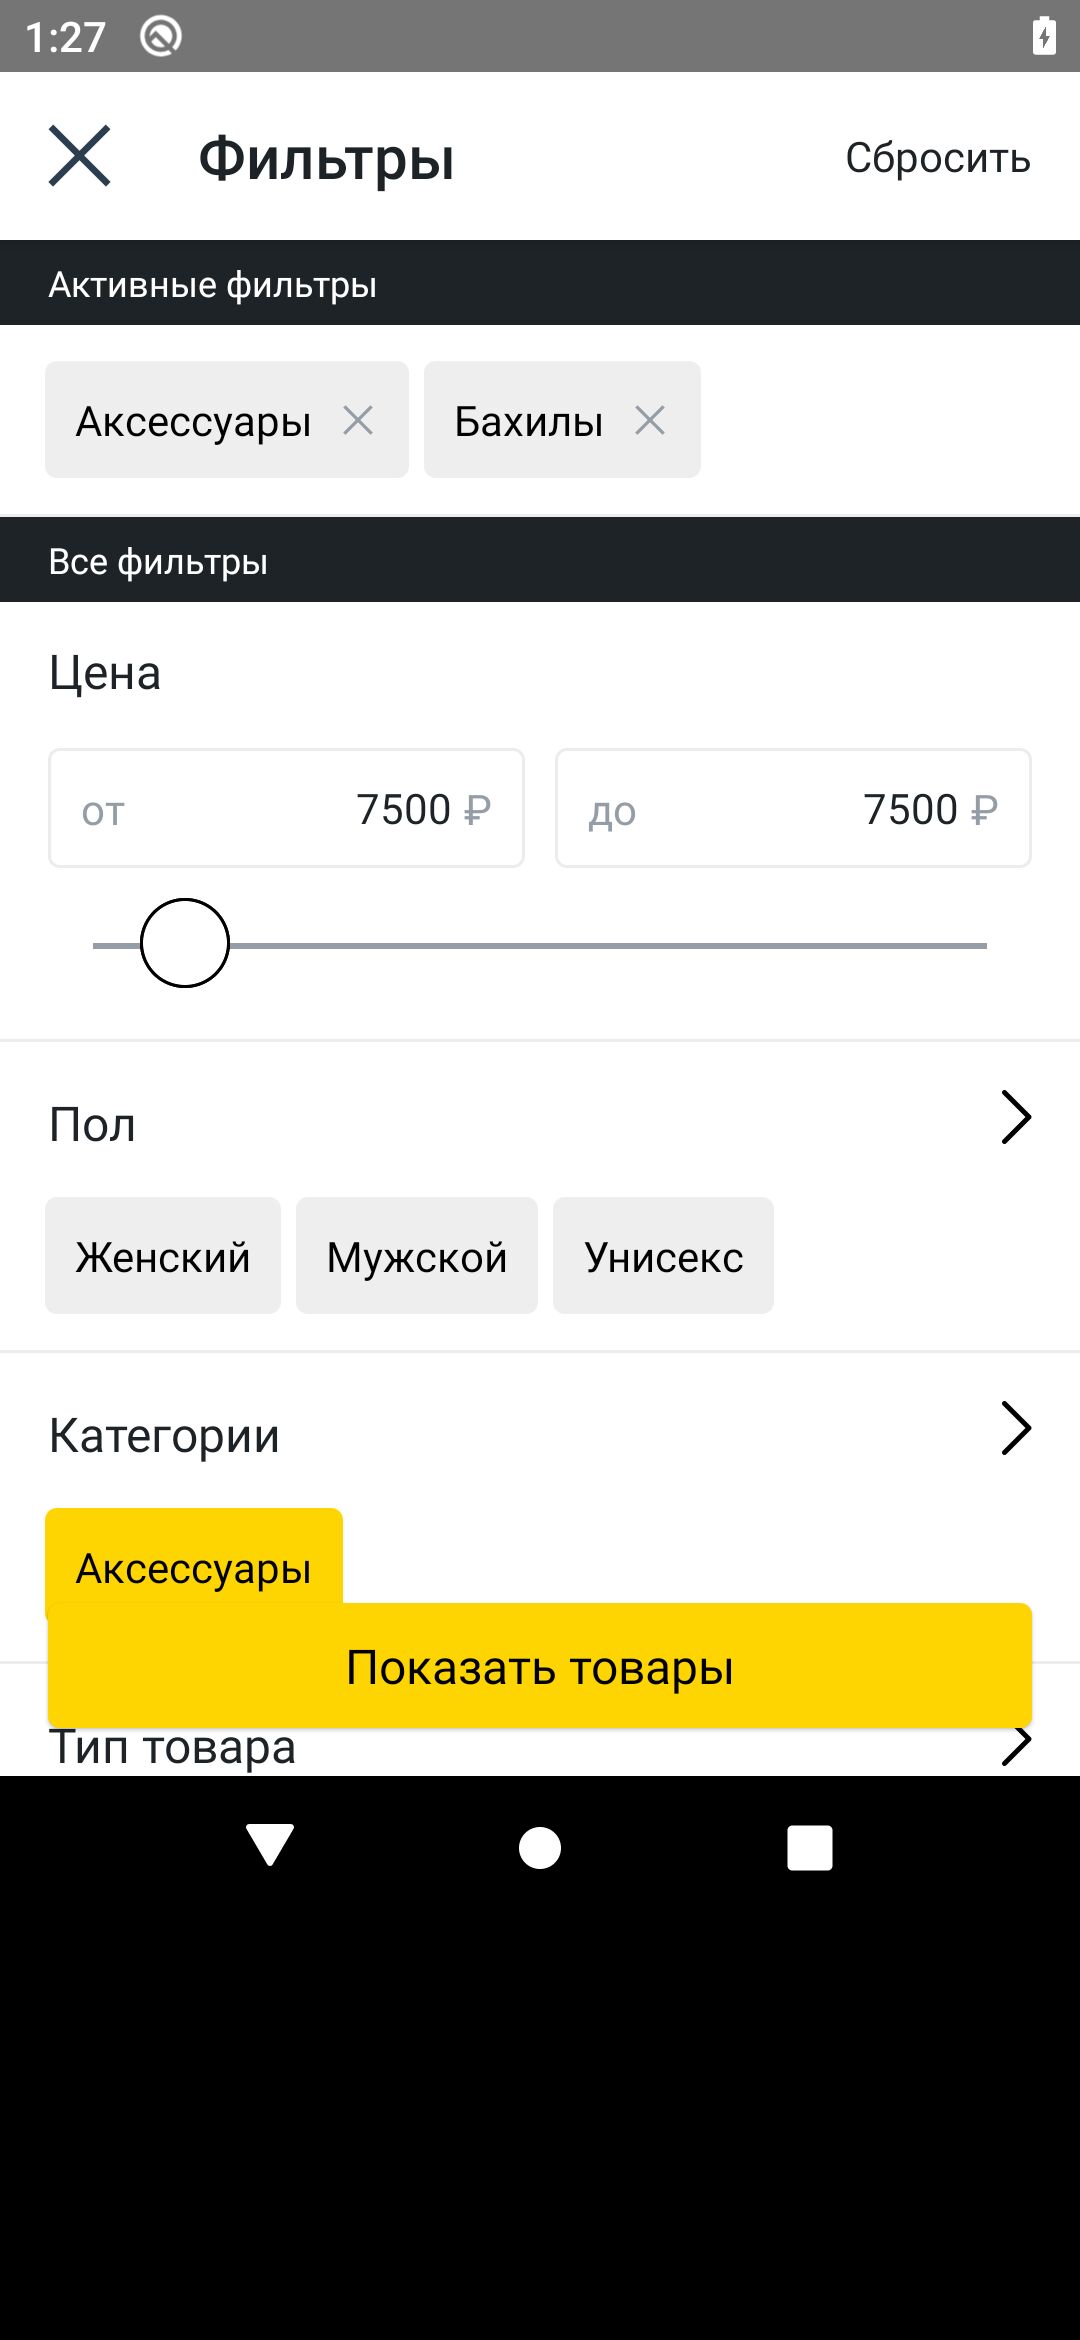 1:27
Фильтры
Сбросить
Активные фильтры
Аксессуары
Бахилы
Все фильтры
Цена
от 7500 ₽
до 7500 ₽
Пол
Женский
Мужской
Унисекс
Категории
Аксессуары
Показать товары
Тип товара